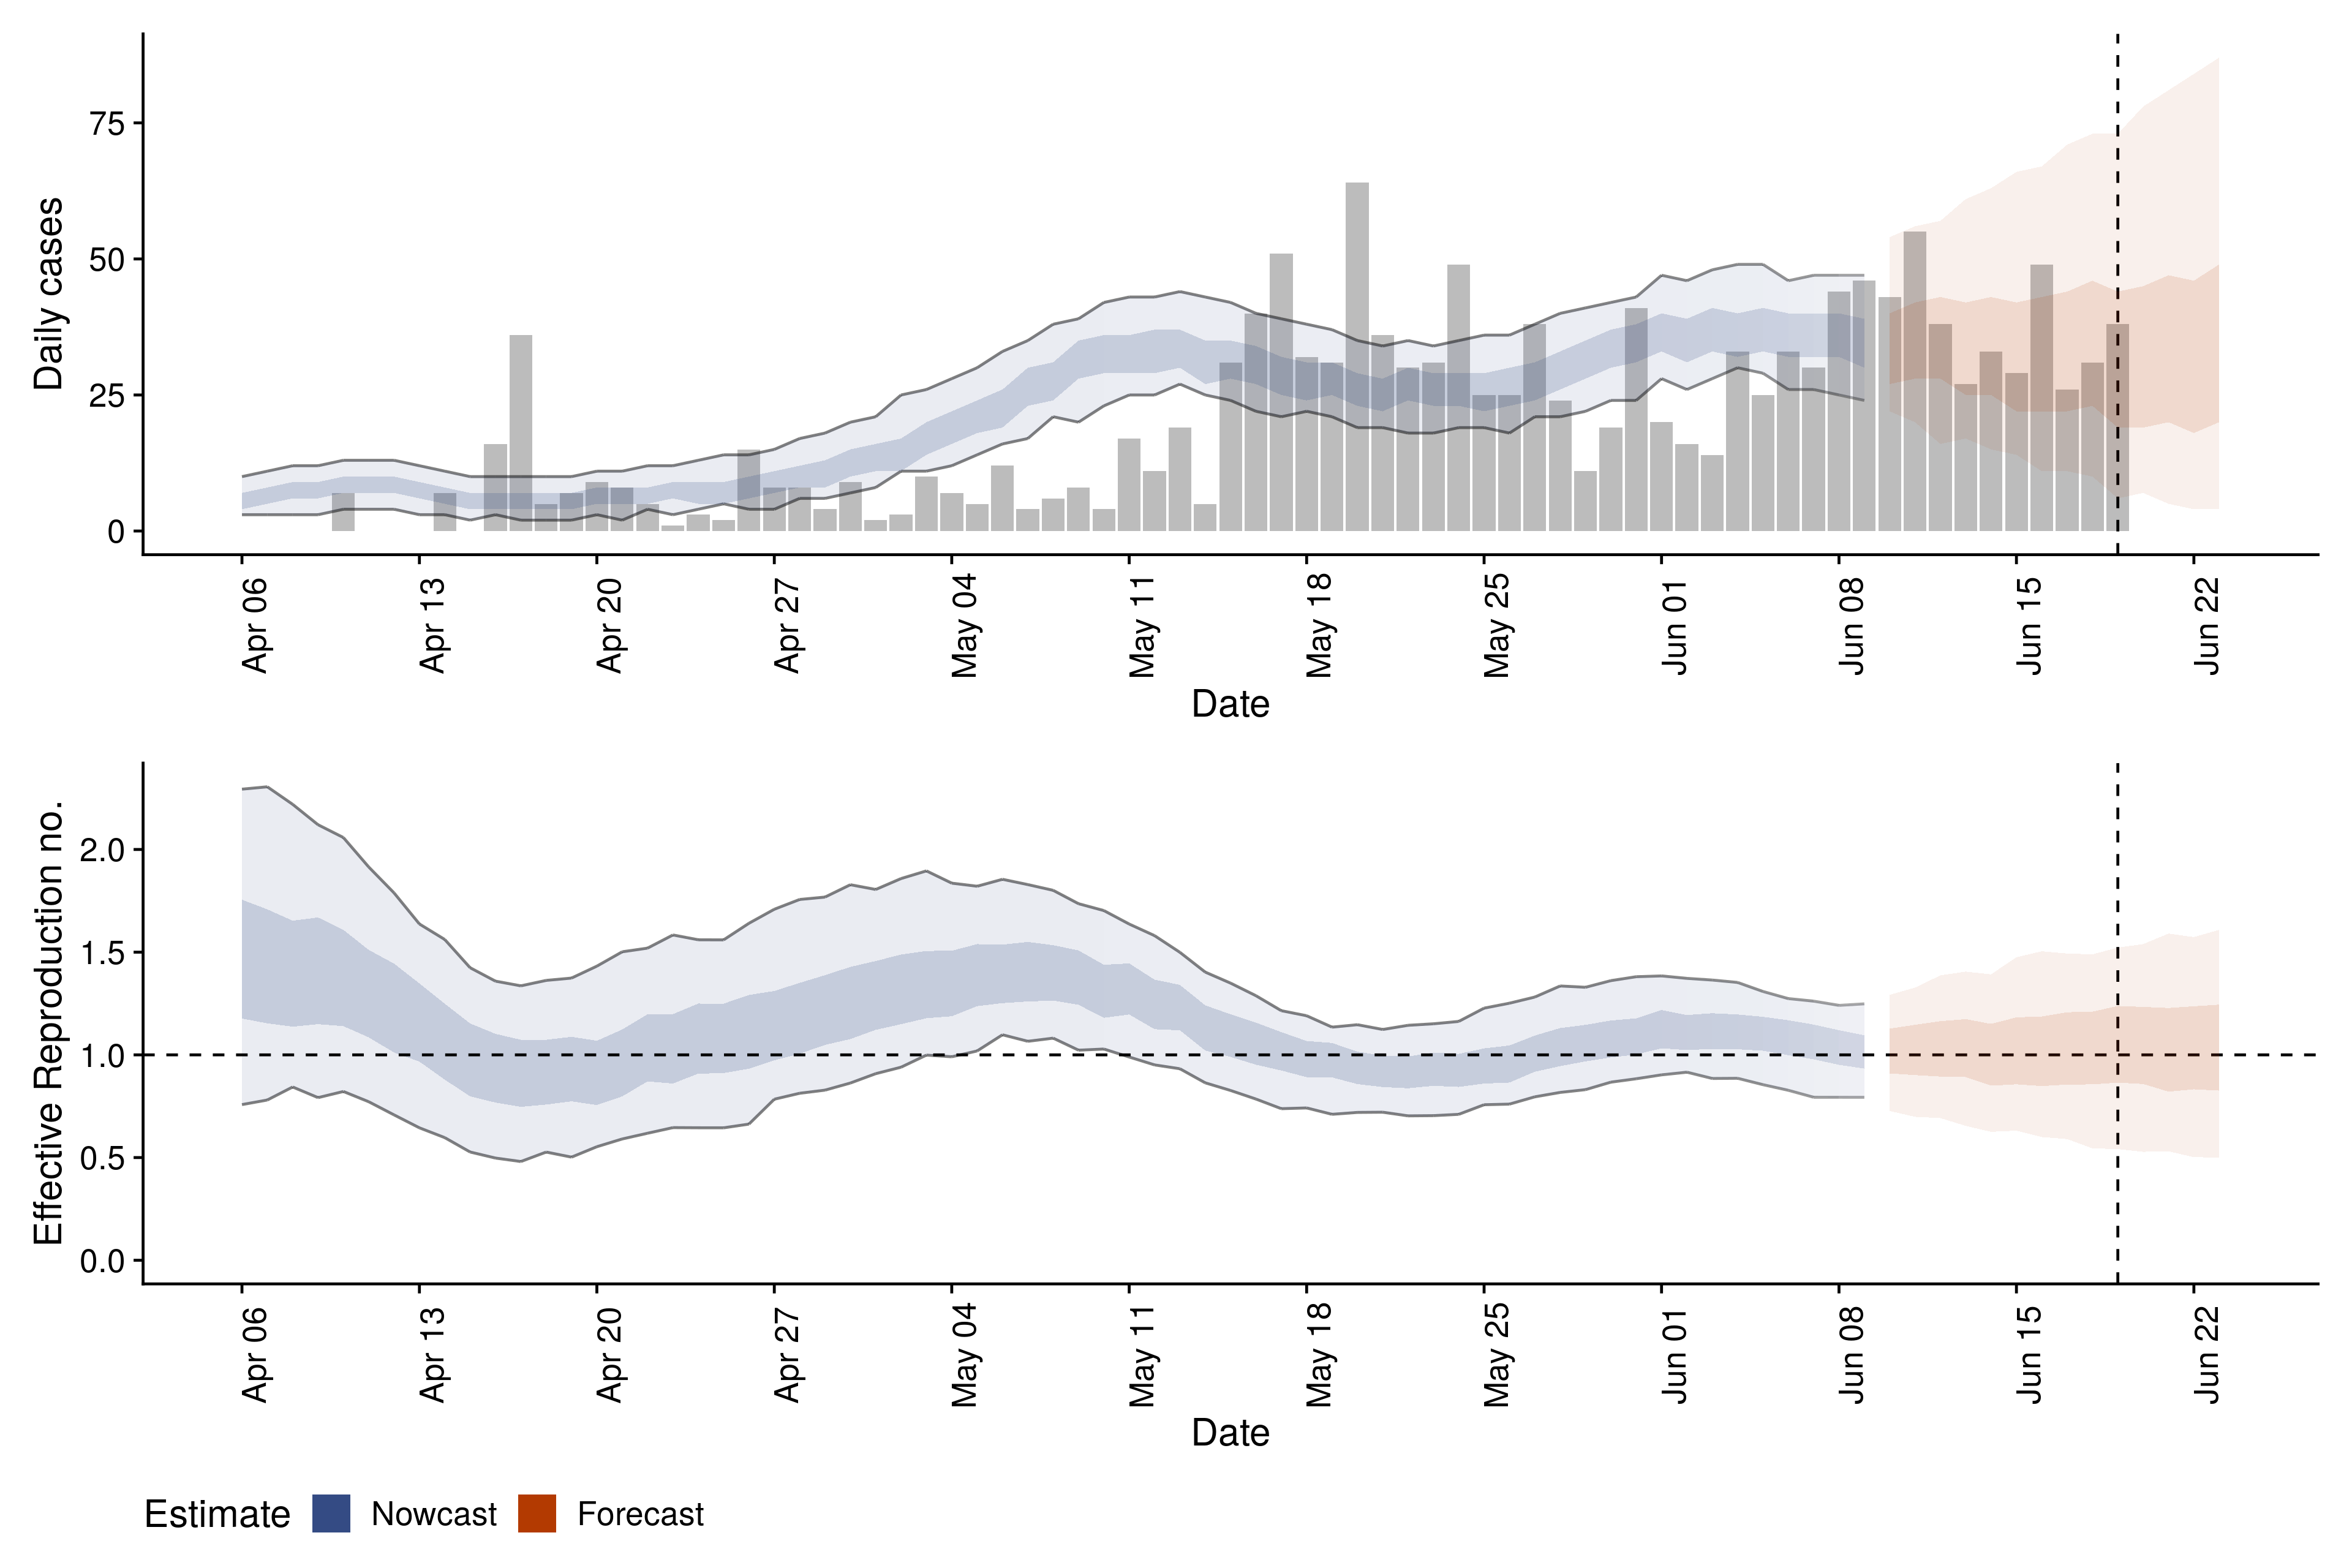 Daily cases
75
50
25
0
Apr 06
Apr 13
Apr 20
Apr 27
May 04
May 11
May 18
May 25
Jun 01
Jun 08
Jun 15
Jun 22
Date
Effective Reproduction no.
2.0
1.5
1.0
0.5
0.0
Apr 06
Apr 13
Apr 20
Apr 27
May 04
May 11
May 18
May 25
Jun 01
Jun 08
Jun 15
Jun 22
Date
Estimate Nowcast Forecast